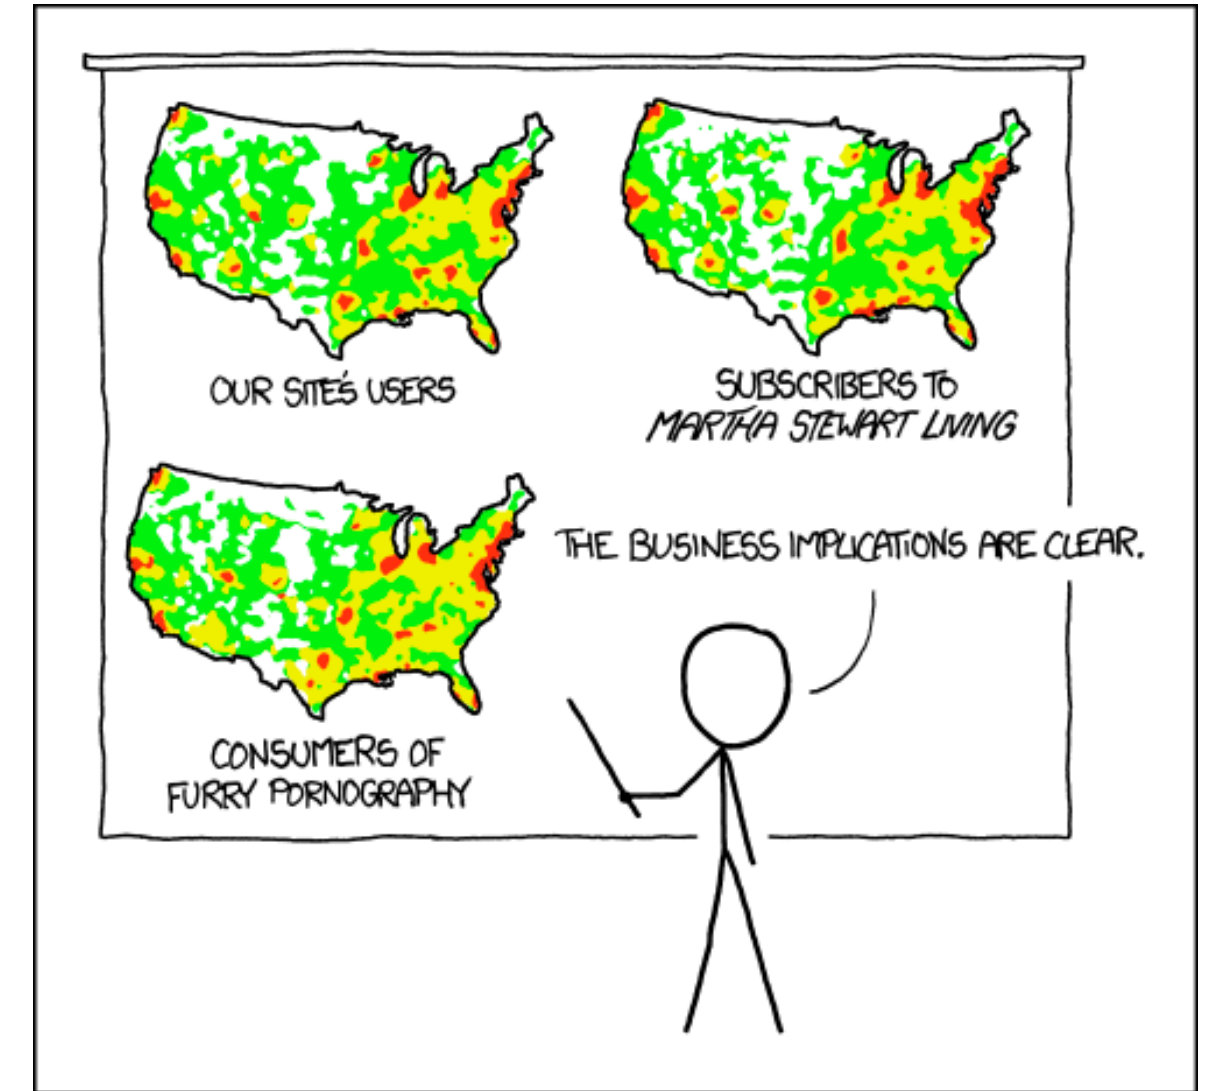 OUR SITE'S USERS
SUBSCRIBERS TO
MARTHA STEWART LIVING
CONSUMERS OF
FURRY PORNOGRAPHY
THE BUSINESS IMPLICATIONS ARE CLEAR.